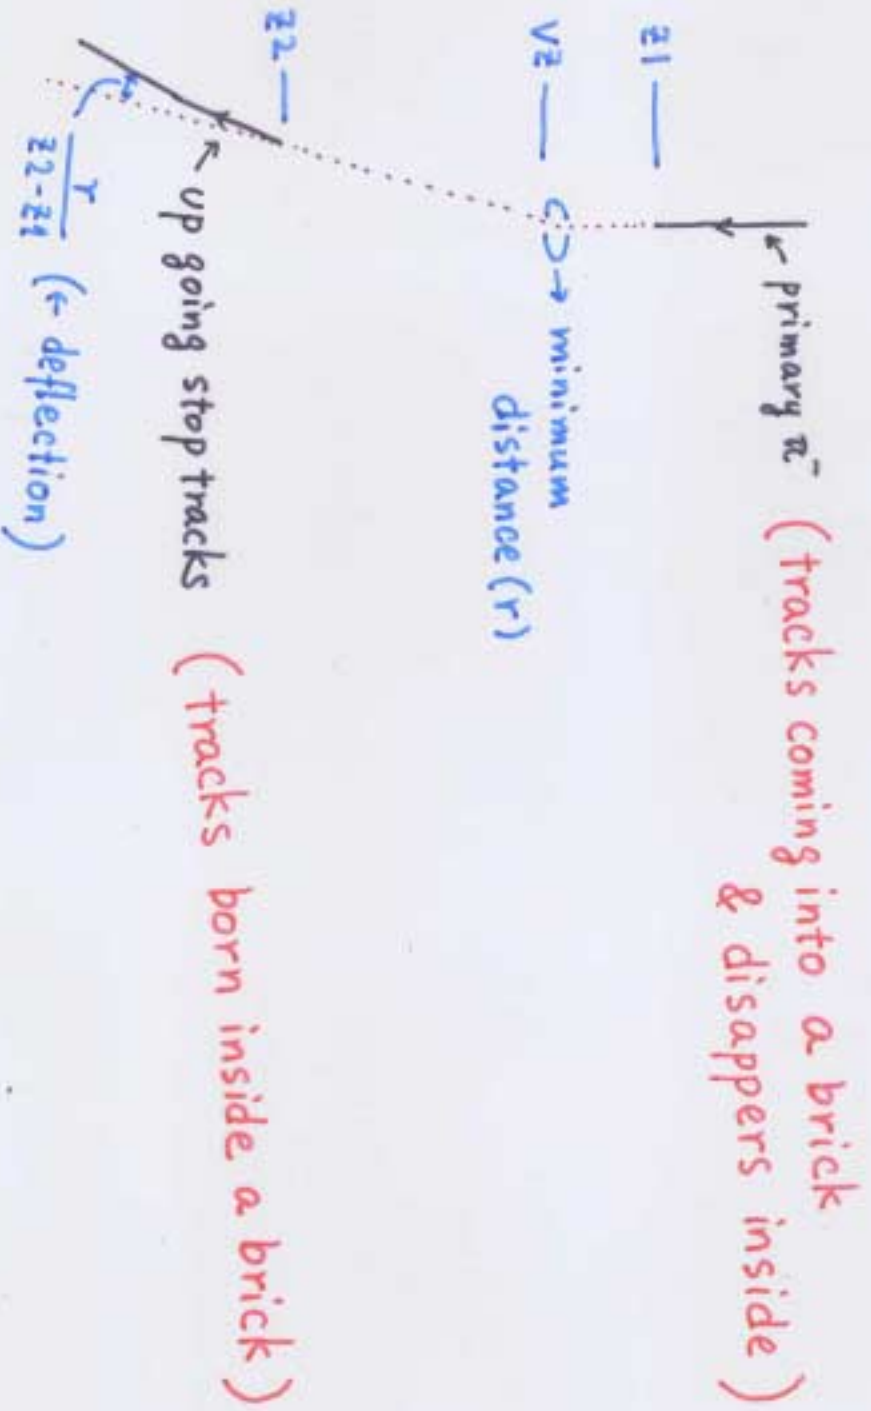 ← primary π⁻ (tracks coming into a brick
& disappers inside)
z1
vz
→ minimum
distance (r)
z2
← up going stop tracks (tracks born inside a brick)
r
z2-z1
(← deflection)